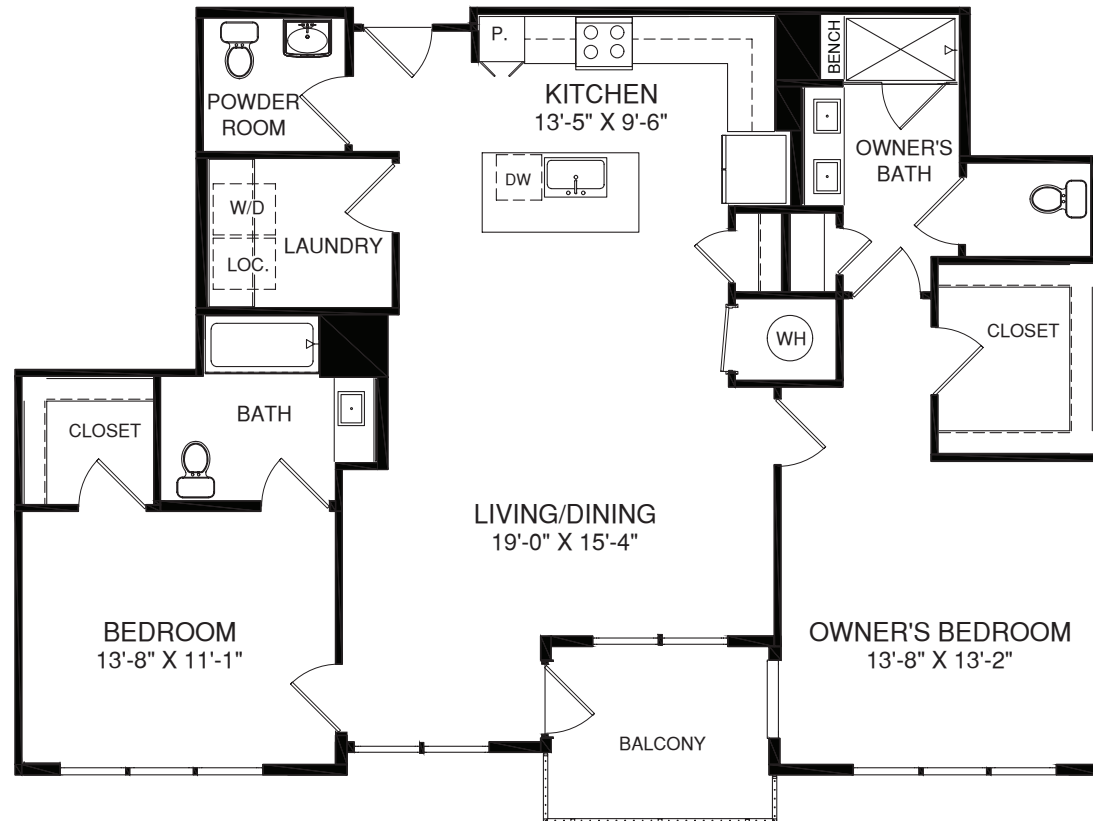 P.
BENCH
POWDER
ROOM
KITCHEN
13'-5" X 9'-6"
OWNER'S
BATH
DW
W/D
LOC.
LAUNDRY
WH
CLOSET
BATH
CLOSET
LIVING/DINING
19'-0" X 15'-4"
BEDROOM
13'-8" X 11'-1"
OWNER'S BEDROOM
13'-8" X 13'-2"
BALCONY